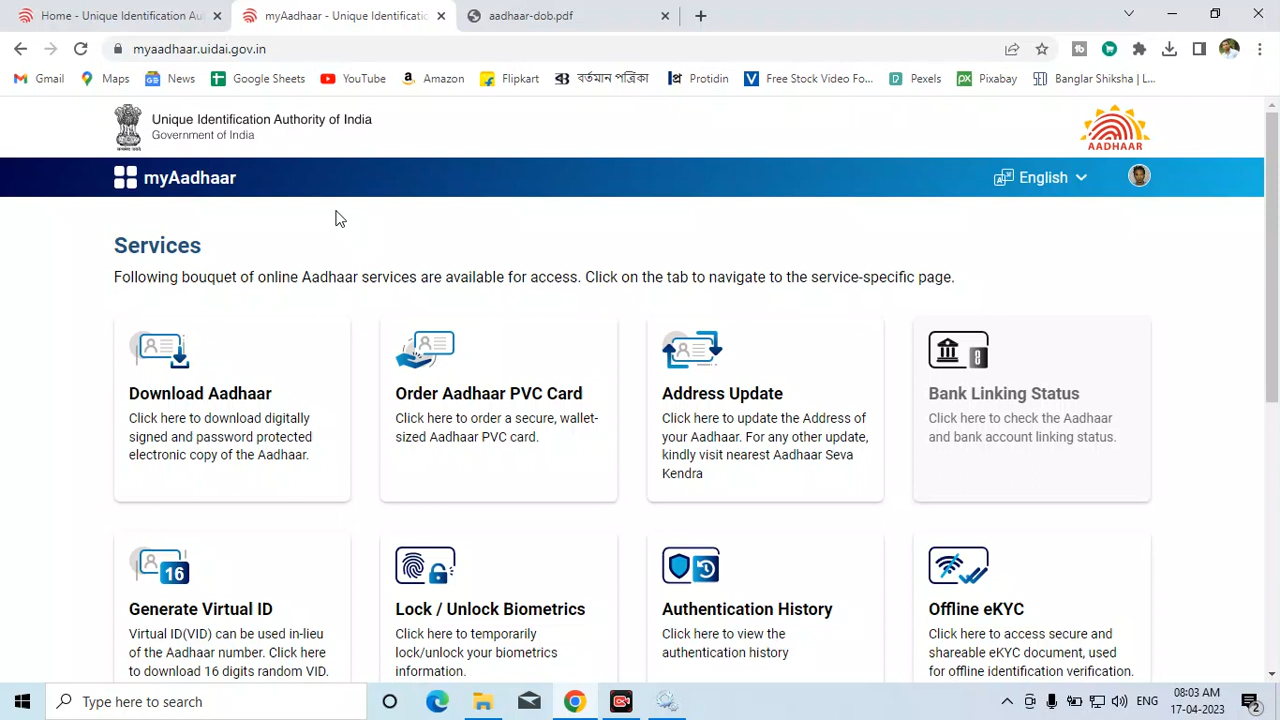 Home - Unique Identification Au
myAadhaar - Unique Identificatio
aadhaar-dob.pdf
myaadhaar.uidai.gov.in
Gmail
Maps
News
Google Sheets
YouTube
Amazon
Flipkart
বর্তমান পত্রিকা
Protidin
Free Stock Video Fo...
Pexels
Pixabay
Banglar Shiksha | L...
Unique Identification Authority of India
Government of India
AADHAAR
myAadhaar
English
Services
Following bouquet of online Aadhaar services are available for access. Click on the tab to navigate to the service-specific page.
Download Aadhaar
Click here to download digitally
signed and password protected
electronic copy of the Aadhaar.
Order Aadhaar PVC Card
Click here to order a secure, wallet-
sized Aadhaar PVC card.
Address Update
Click here to update the Address of
your Aadhaar. For any other update,
kindly visit nearest Aadhaar Seva
Kendra
Bank Linking Status
Click here to check the Aadhaar
and bank account linking status.
16
Generate Virtual ID
Virtual ID(VID) can be used in-lieu
of the Aadhaar number. Click here
to download 16 digits random VID.
Lock / Unlock Biometrics
Click here to temporarily
lock/unlock your biometrics
information.
Authentication History
Click here to view the
authentication history
Offline eKYC
Click here to access secure and
shareable eKYC document, used
for offline identification verification.
Type here to search
ENG
08:03 AM
17-04-2023
2